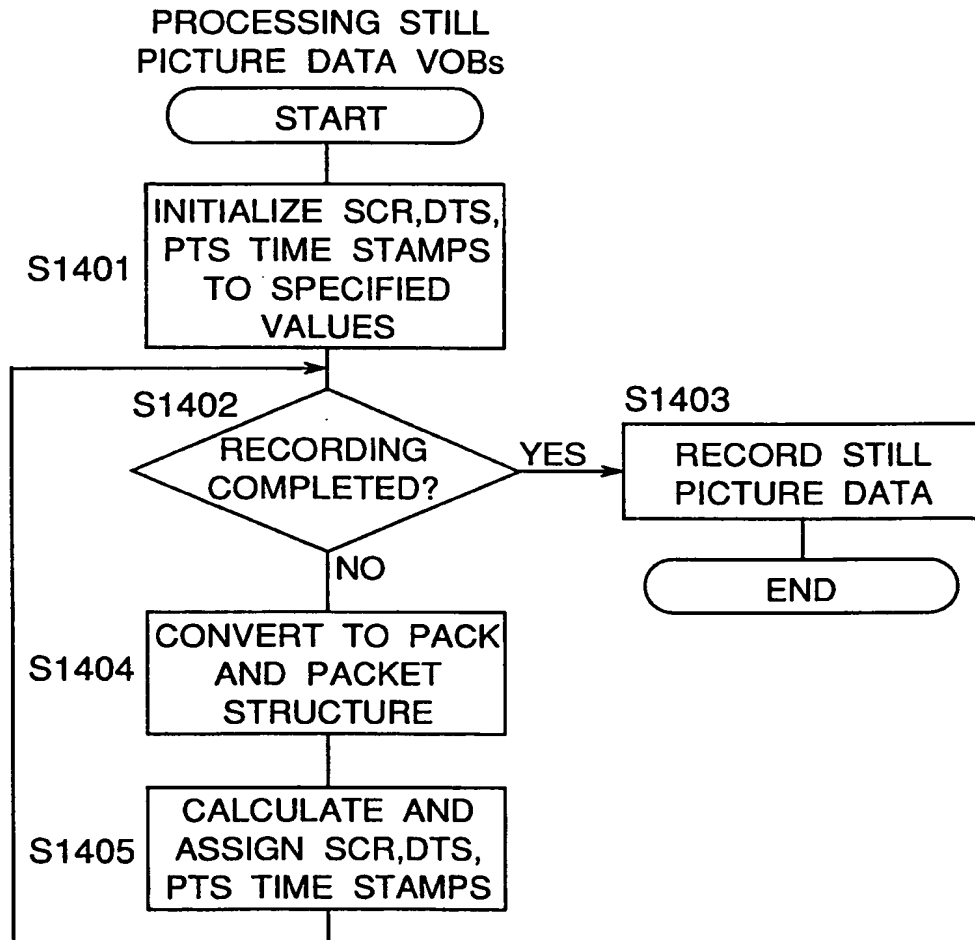 PROCESSING STILL
PICTURE DATA VOBs
START
S1401
INITIALIZE SCR,DTS,
PTS TIME STAMPS
TO SPECIFIED
VALUES
S1402
RECORDING
COMPLETED?
YES
S1403
RECORD STILL
PICTURE DATA
END
NO
S1404
CONVERT TO PACK
AND PACKET
STRUCTURE
S1405
CALCULATE AND
ASSIGN SCR,DTS,
PTS TIME STAMPS